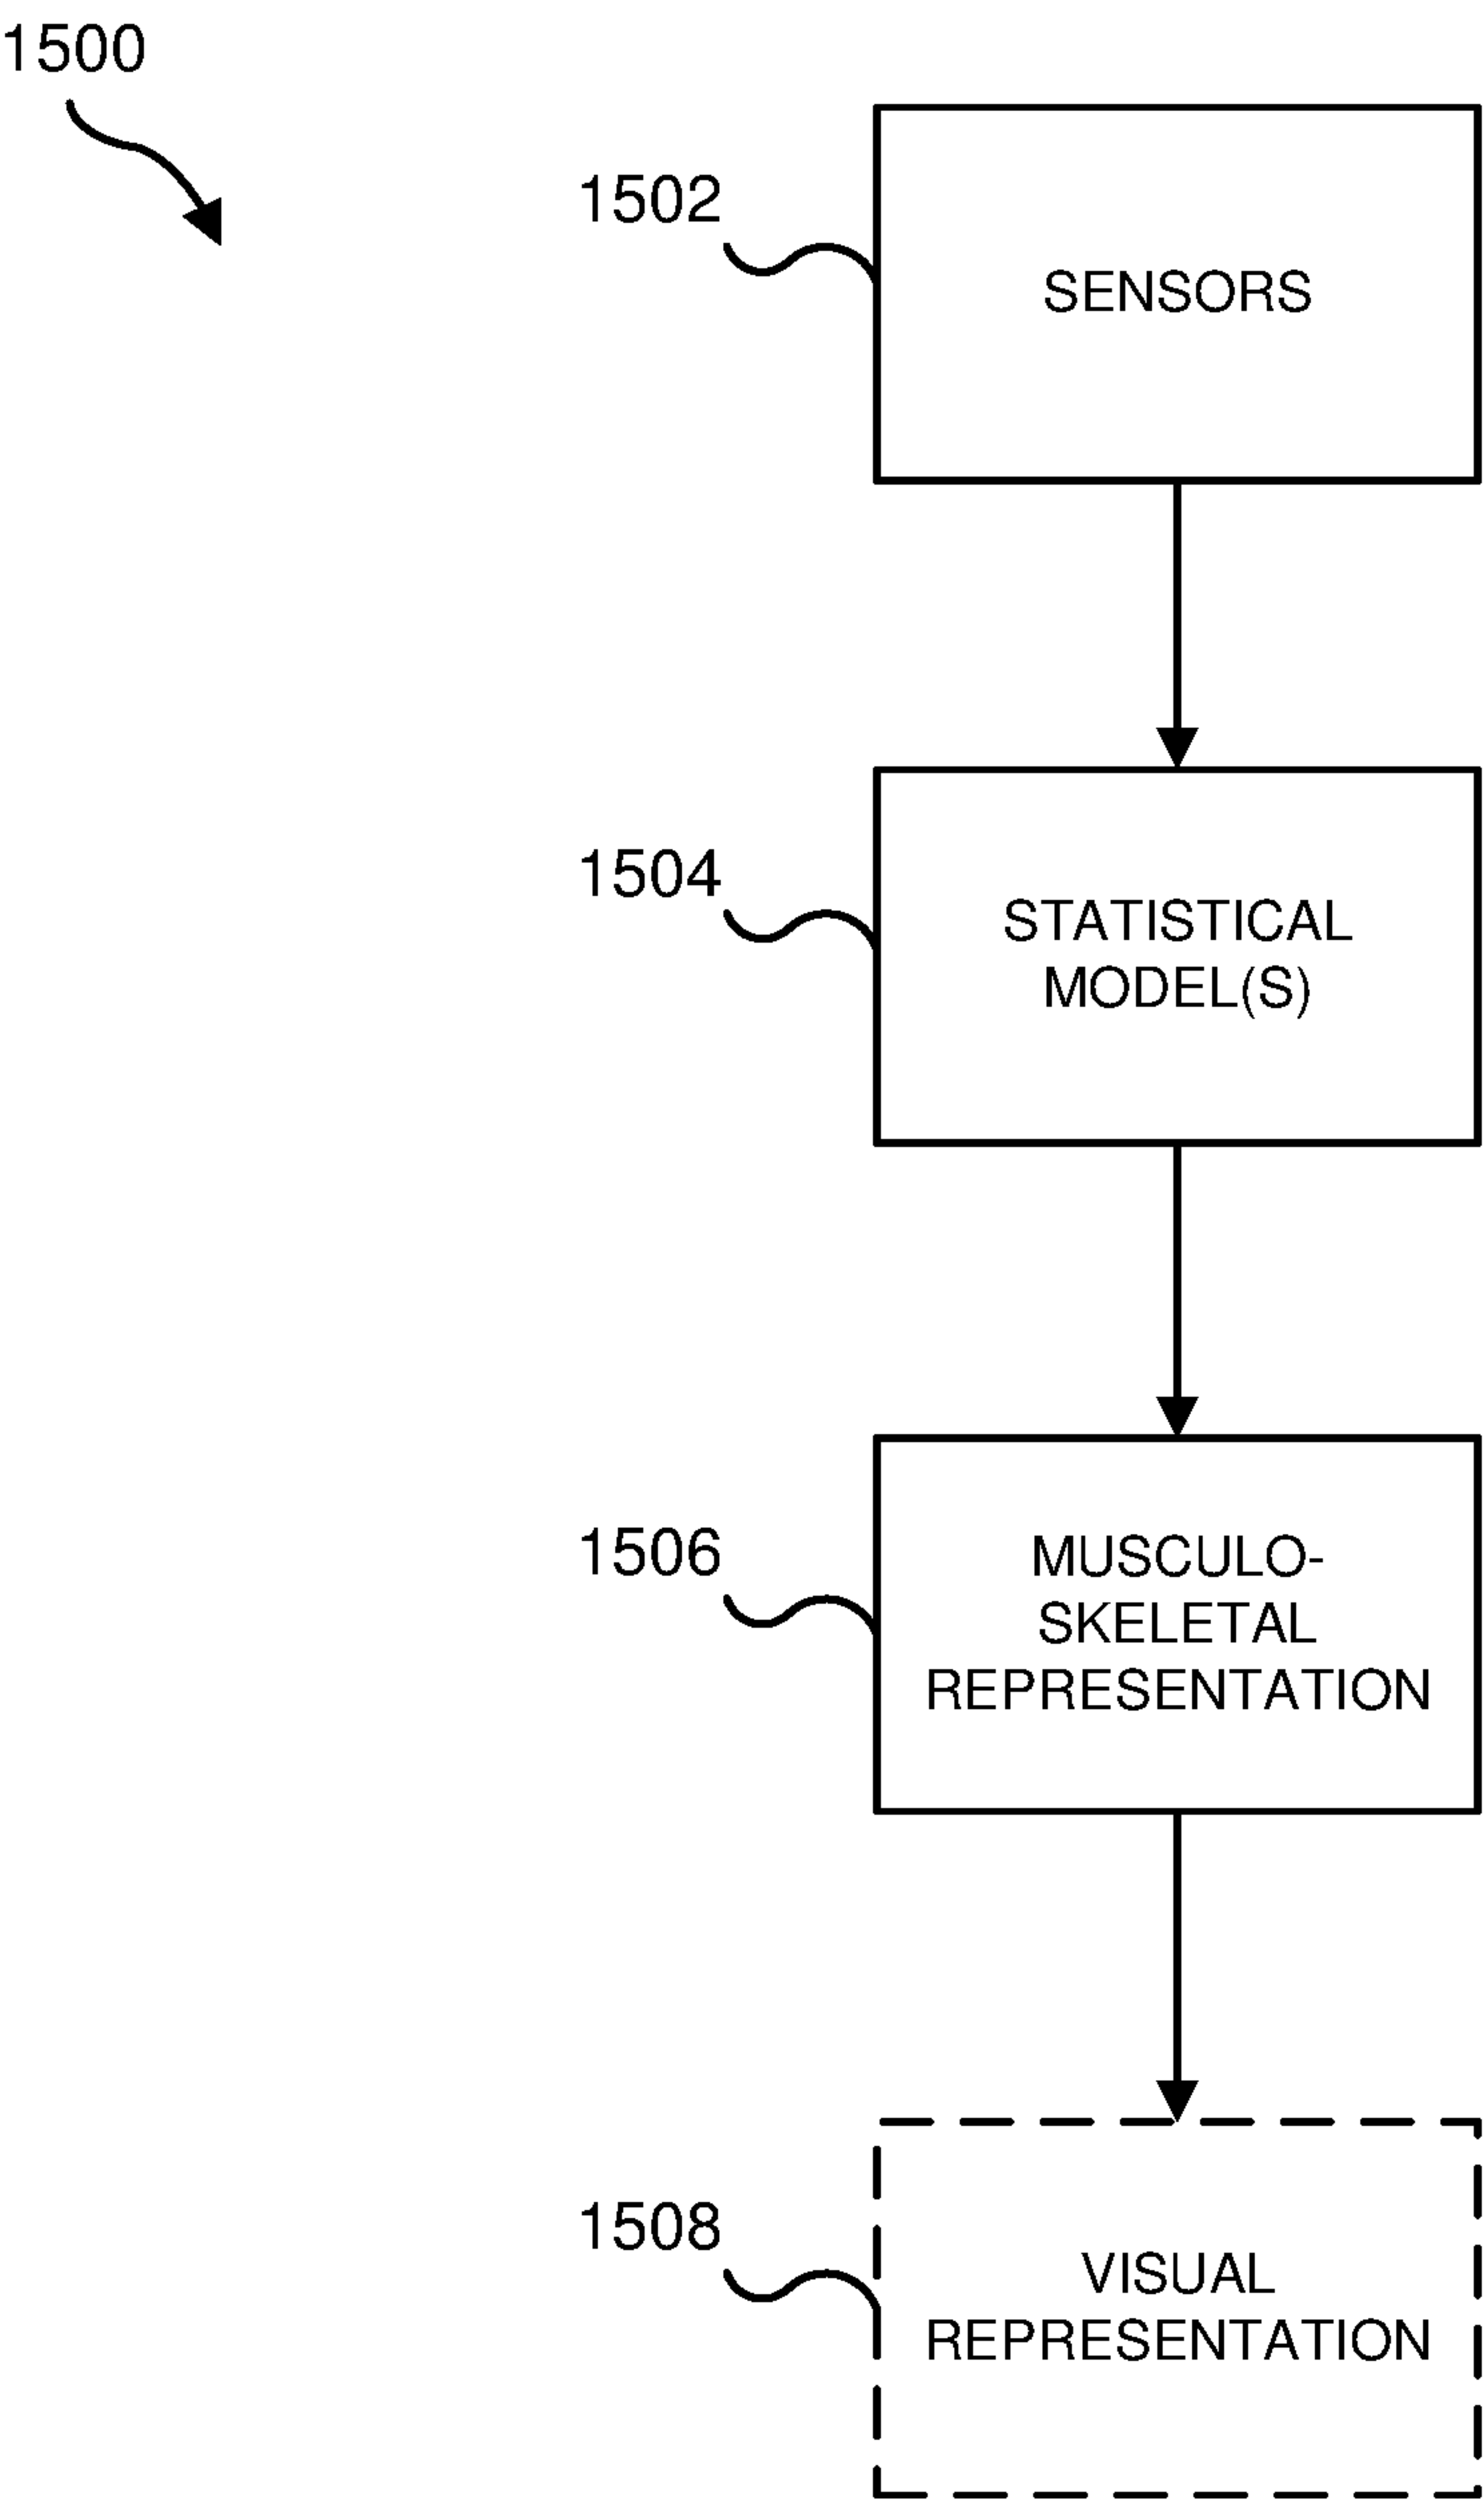 1500
1502
SENSORS
1504
STATISTICAL
MODEL(S)
1506
MUSCULO-
SKELETAL
REPRESENTATION
1508
VISUAL
REPRESENTATION